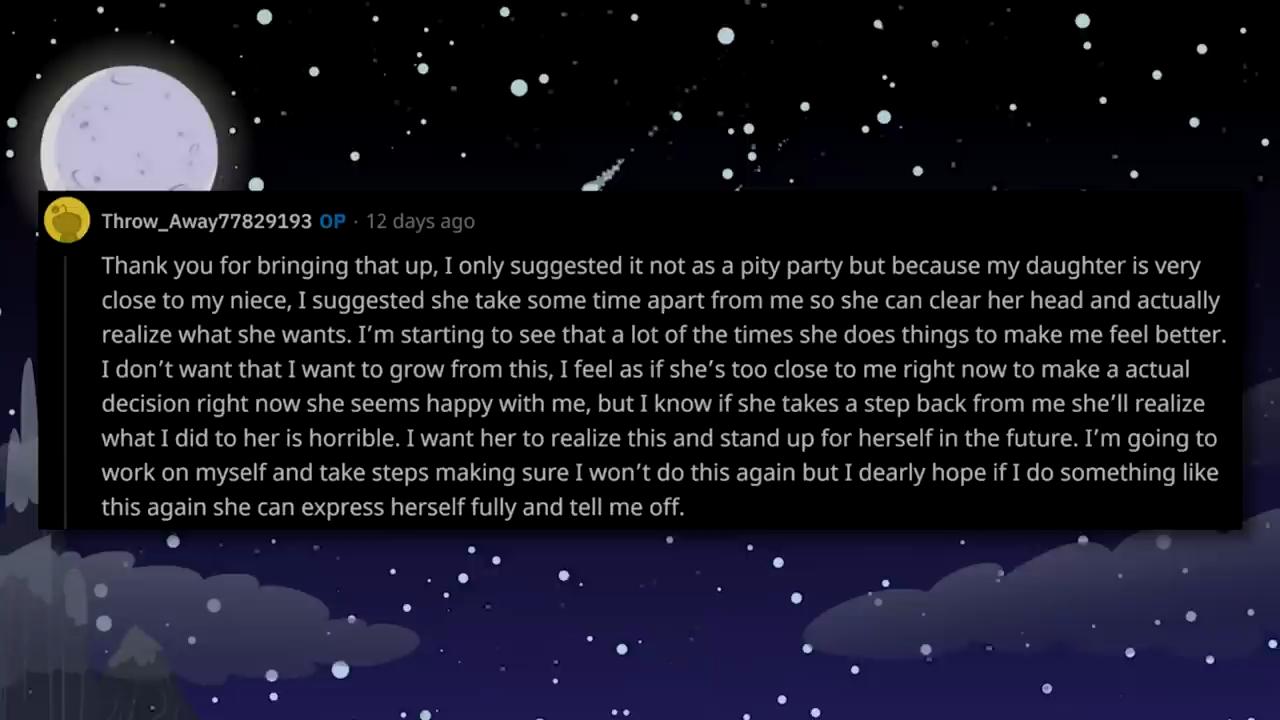 Throw_Away77829193 OP · 12 days ago
Thank you for bringing that up, I only suggested it not as a pity party but because my daughter is very
close to my niece, I suggested she take some time apart from me so she can clear her head and actually
realize what she wants. I’m starting to see that a lot of the times she does things to make me feel better.
I don’t want that I want to grow from this, I feel as if she’s too close to me right now to make a actual
decision right now she seems happy with me, but I know if she takes a step back from me she’ll realize
what I did to her is horrible. I want her to realize this and stand up for herself in the future. I’m going to
work on myself and take steps making sure I won’t do this again but I dearly hope if I do something like
this again she can express herself fully and tell me off.